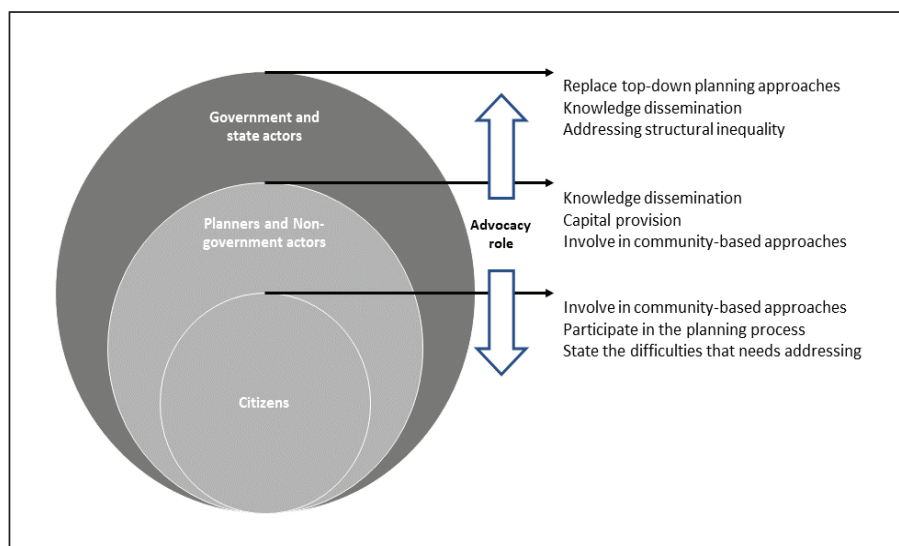 Government and
state actors
Replace top-down planning approaches
Knowledge dissemination
Addressing structural inequality
Planners and Non-
government actors
Knowledge dissemination
Capital provision
Involve in community-based approaches
Advocacy
role
Citizens
Involve in community-based approaches
Participate in the planning process
State the difficulties that needs addressing